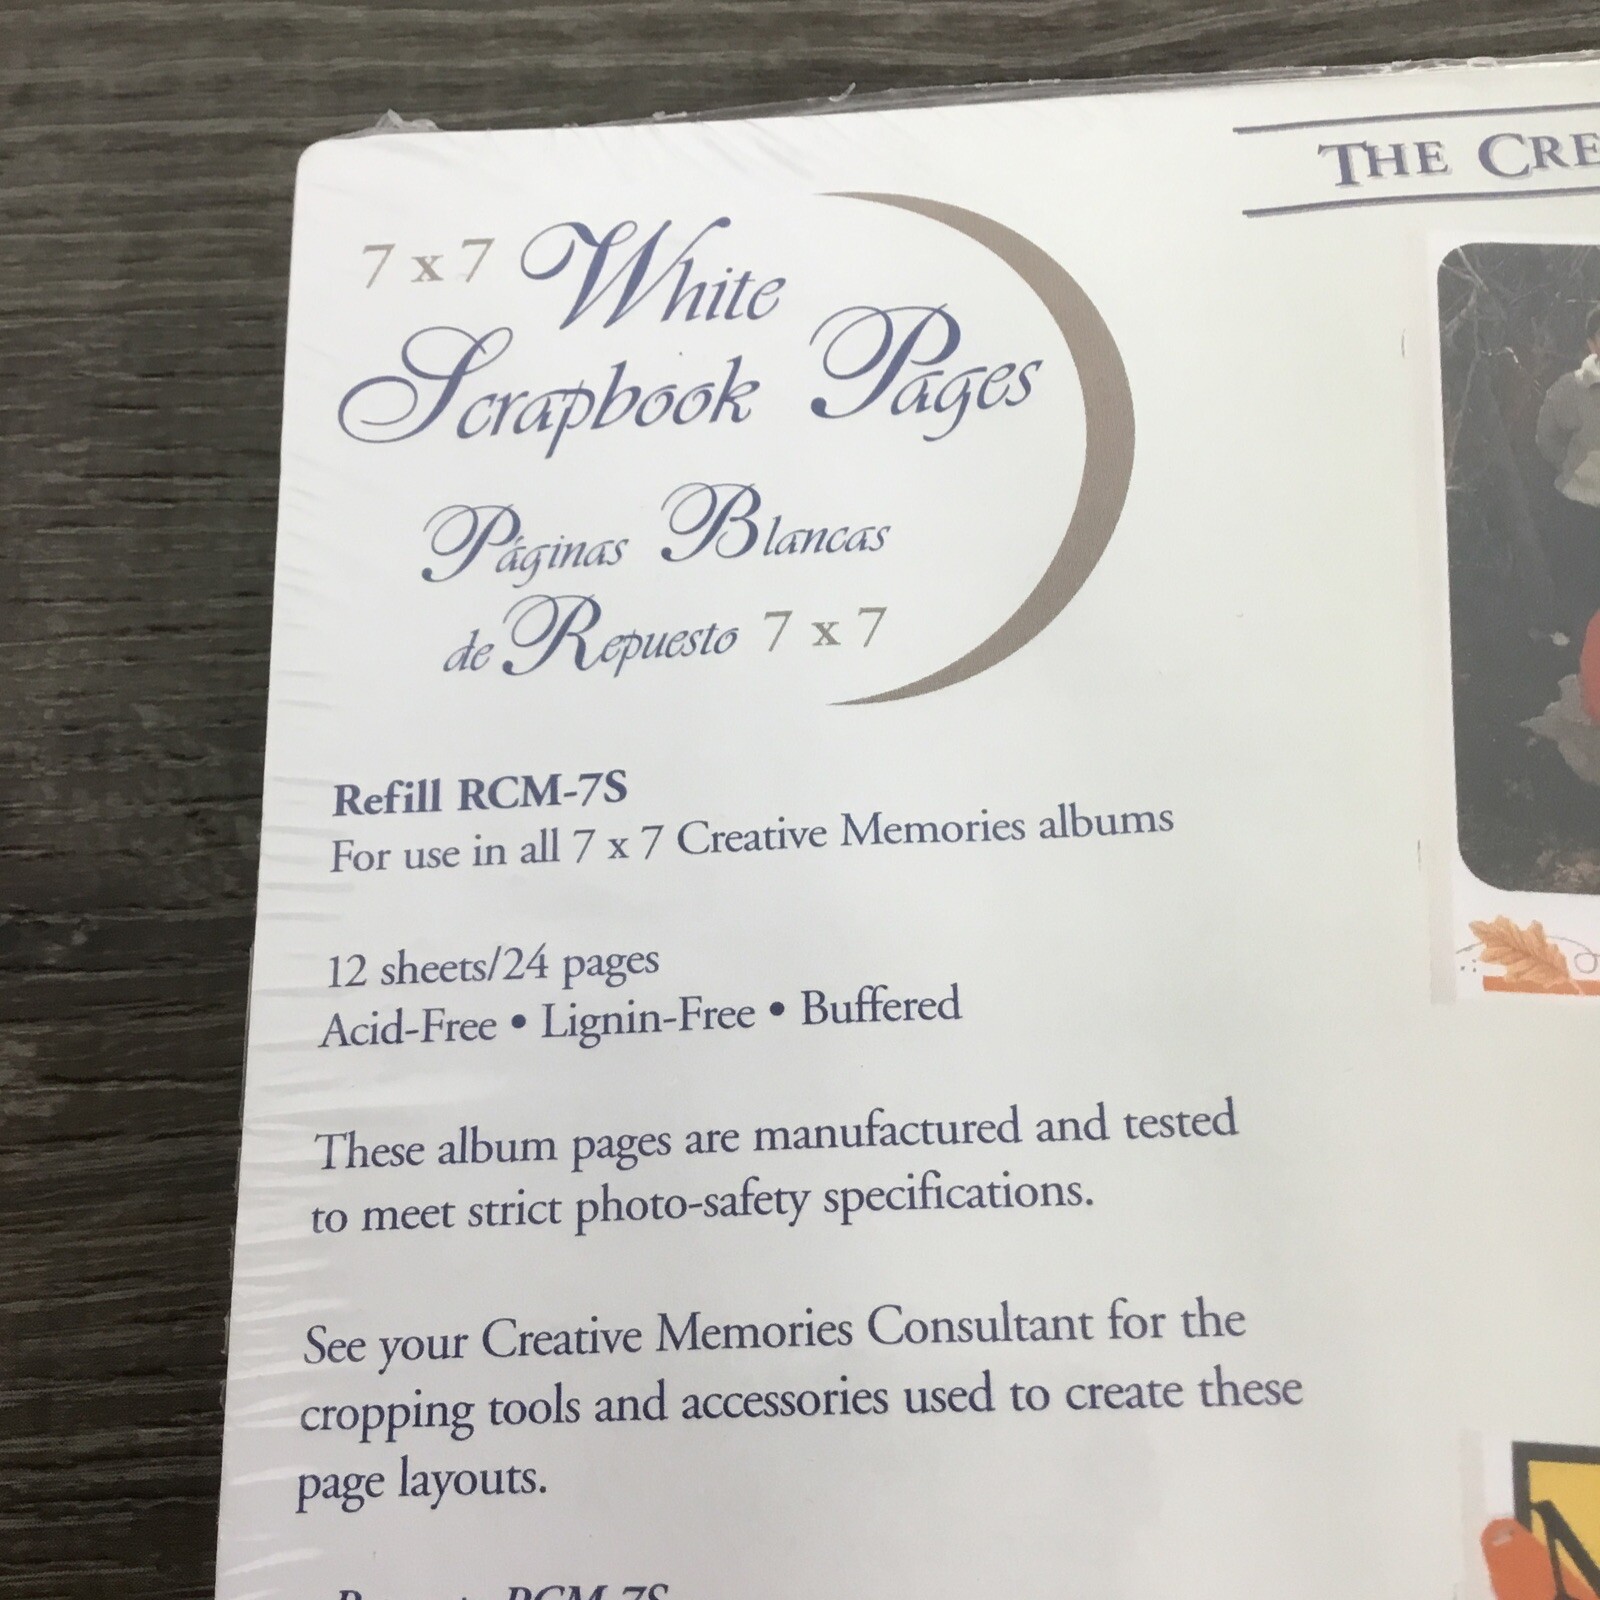 THE CRE
7 x 7 White
Scrapbook Pages
Páginas Blancas
de Repuesto 7 x 7
Refill RCM-7S
For use in all 7 x 7 Creative Memories albums
12 sheets/24 pages
Acid-Free • Lignin-Free • Buffered
These album pages are manufactured and tested
to meet strict photo-safety specifications.
See your Creative Memories Consultant for the
cropping tools and accessories used to create these
page layouts.
RCM-7S